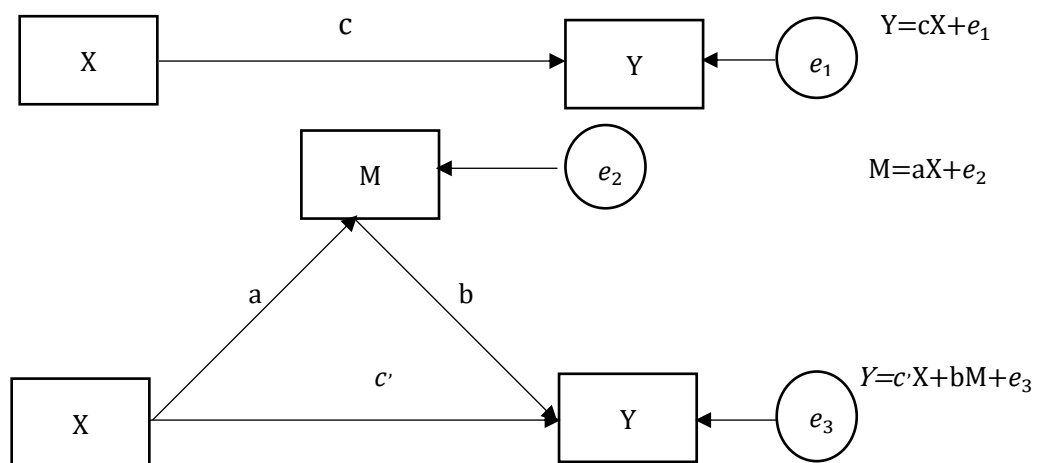 c
Y=cX+e₁
X
Y
e₁
M
e₂
M=aX+e₂
a
b
c’
Y=c’X+bM+e₃
X
Y
e₃